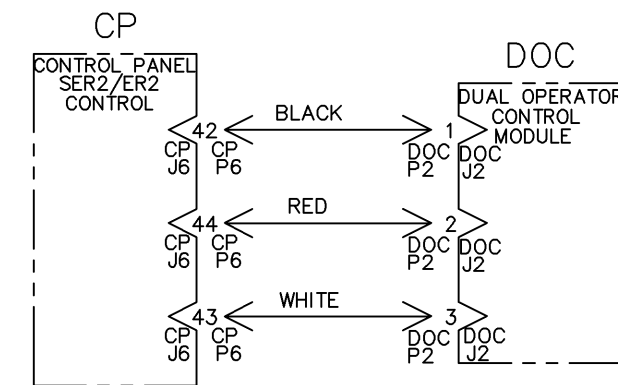 CP
DOC
CONTROL PANEL
SER2/ER2
CONTROL
DUAL OPERATOR
CONTROL
MODULE
42 BLACK 1
CP J6 CP P6 DOC P2 DOC J2
44 RED 2
CP J6 CP P6 DOC P2 DOC J2
43 WHITE 3
CP J6 CP P6 DOC P2 DOC J2